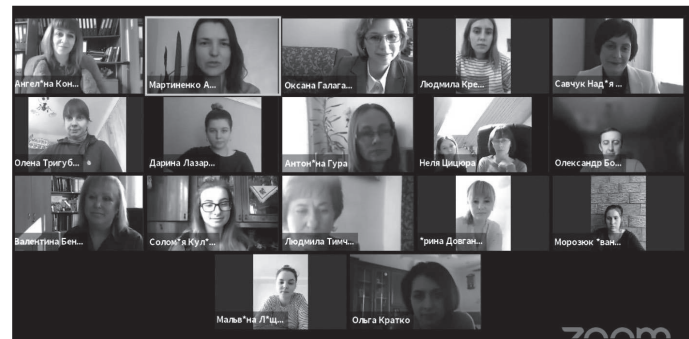 Ангел*на Кон...
Мартиненко А...
Оксана Галага...
Людмила Кре...
Савчук Над*я ...
Олена Тригуб...
Дарина Лазар...
Антон*на Гура
Неля Цицюра
Олександр Бо...
Валентина Бен...
Солом*я Кул*...
Людмила Тимч...
*рина Довган...
Морозюк *ван...
Мальв*на Л*щ...
Ольга Кратко
zoom